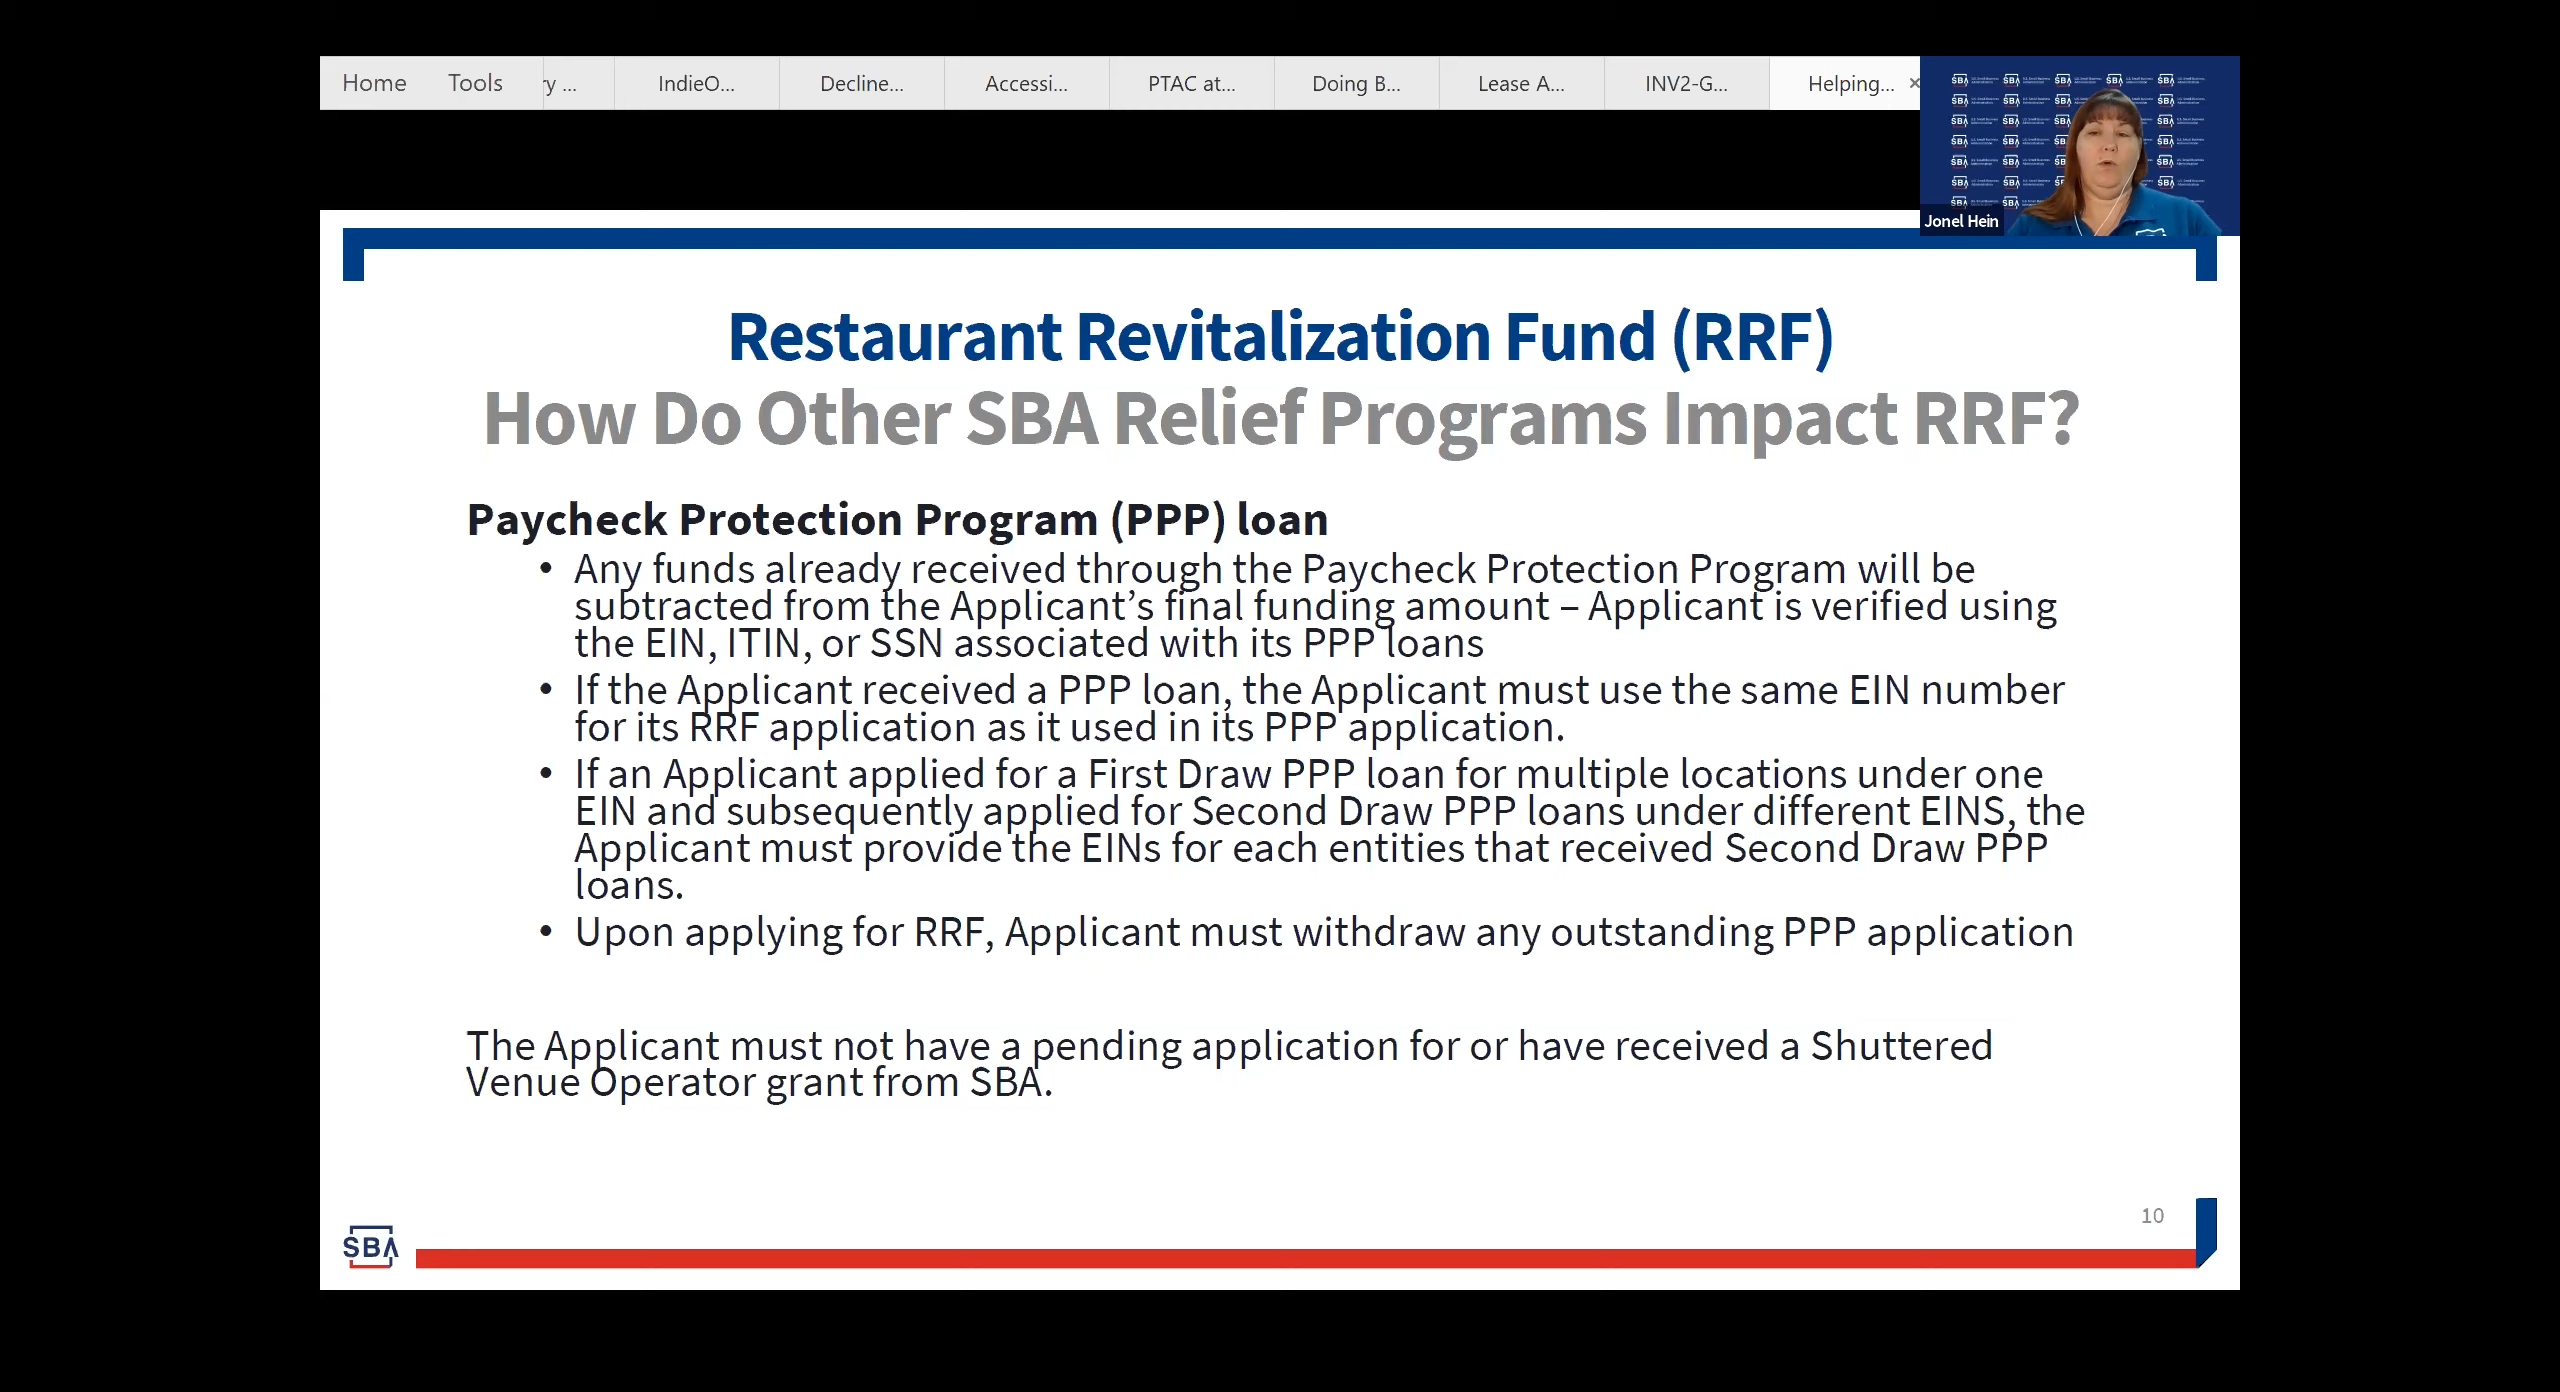 Home Tools y ... IndieO... Decline... Accessi... PTAC at... Doing B... Lease A... INV2-G... Helping... ×
Jonel Hein
Restaurant Revitalization Fund (RRF)
How Do Other SBA Relief Programs Impact RRF?
Paycheck Protection Program (PPP) loan
• Any funds already received through the Paycheck Protection Program will be
subtracted from the Applicant’s final funding amount – Applicant is verified using
the EIN, ITIN, or SSN associated with its PPP loans
• If the Applicant received a PPP loan, the Applicant must use the same EIN number
for its RRF application as it used in its PPP application.
• If an Applicant applied for a First Draw PPP loan for multiple locations under one
EIN and subsequently applied for Second Draw PPP loans under different EINS, the
Applicant must provide the EINs for each entities that received Second Draw PPP
loans.
• Upon applying for RRF, Applicant must withdraw any outstanding PPP application
The Applicant must not have a pending application for or have received a Shuttered
Venue Operator grant from SBA.
10
SBA